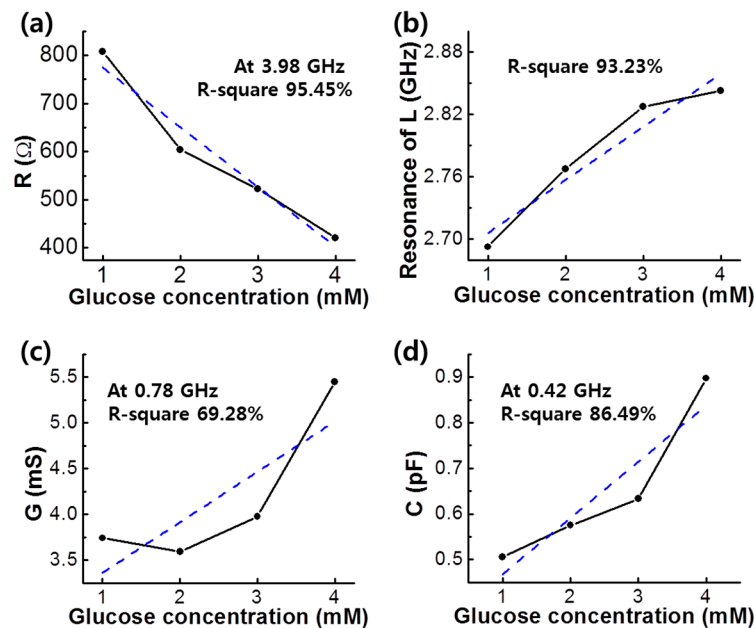 (a)
800
700
600
500
400
R (Ω)
At 3.98 GHz
R-square 95.45%
1 2 3 4
Glucose concentration (mM)
(b)
2.88
2.82
2.76
2.70
Resonance of L (GHz)
R-square 93.23%
1 2 3 4
Glucose concentration (mM)
(c)
5.5
5.0
4.5
4.0
3.5
G (mS)
At 0.78 GHz
R-square 69.28%
1 2 3 4
Glucose concentration (mM)
(d)
0.9
0.8
0.7
0.6
0.5
C (pF)
At 0.42 GHz
R-square 86.49%
1 2 3 4
Glucose concentration (mM)